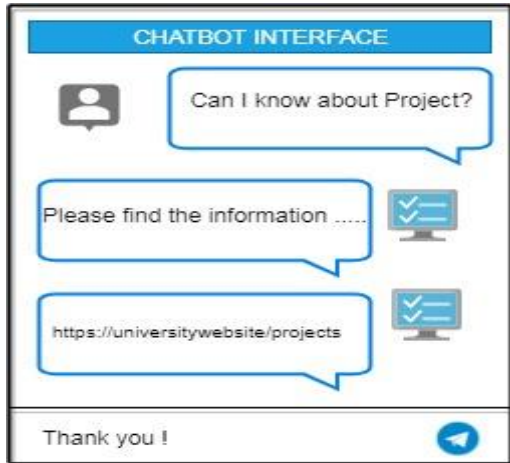 CHATBOT INTERFACE
Can I know about Project?
Please find the information .....
https://universitywebsite/projects
Thank you !